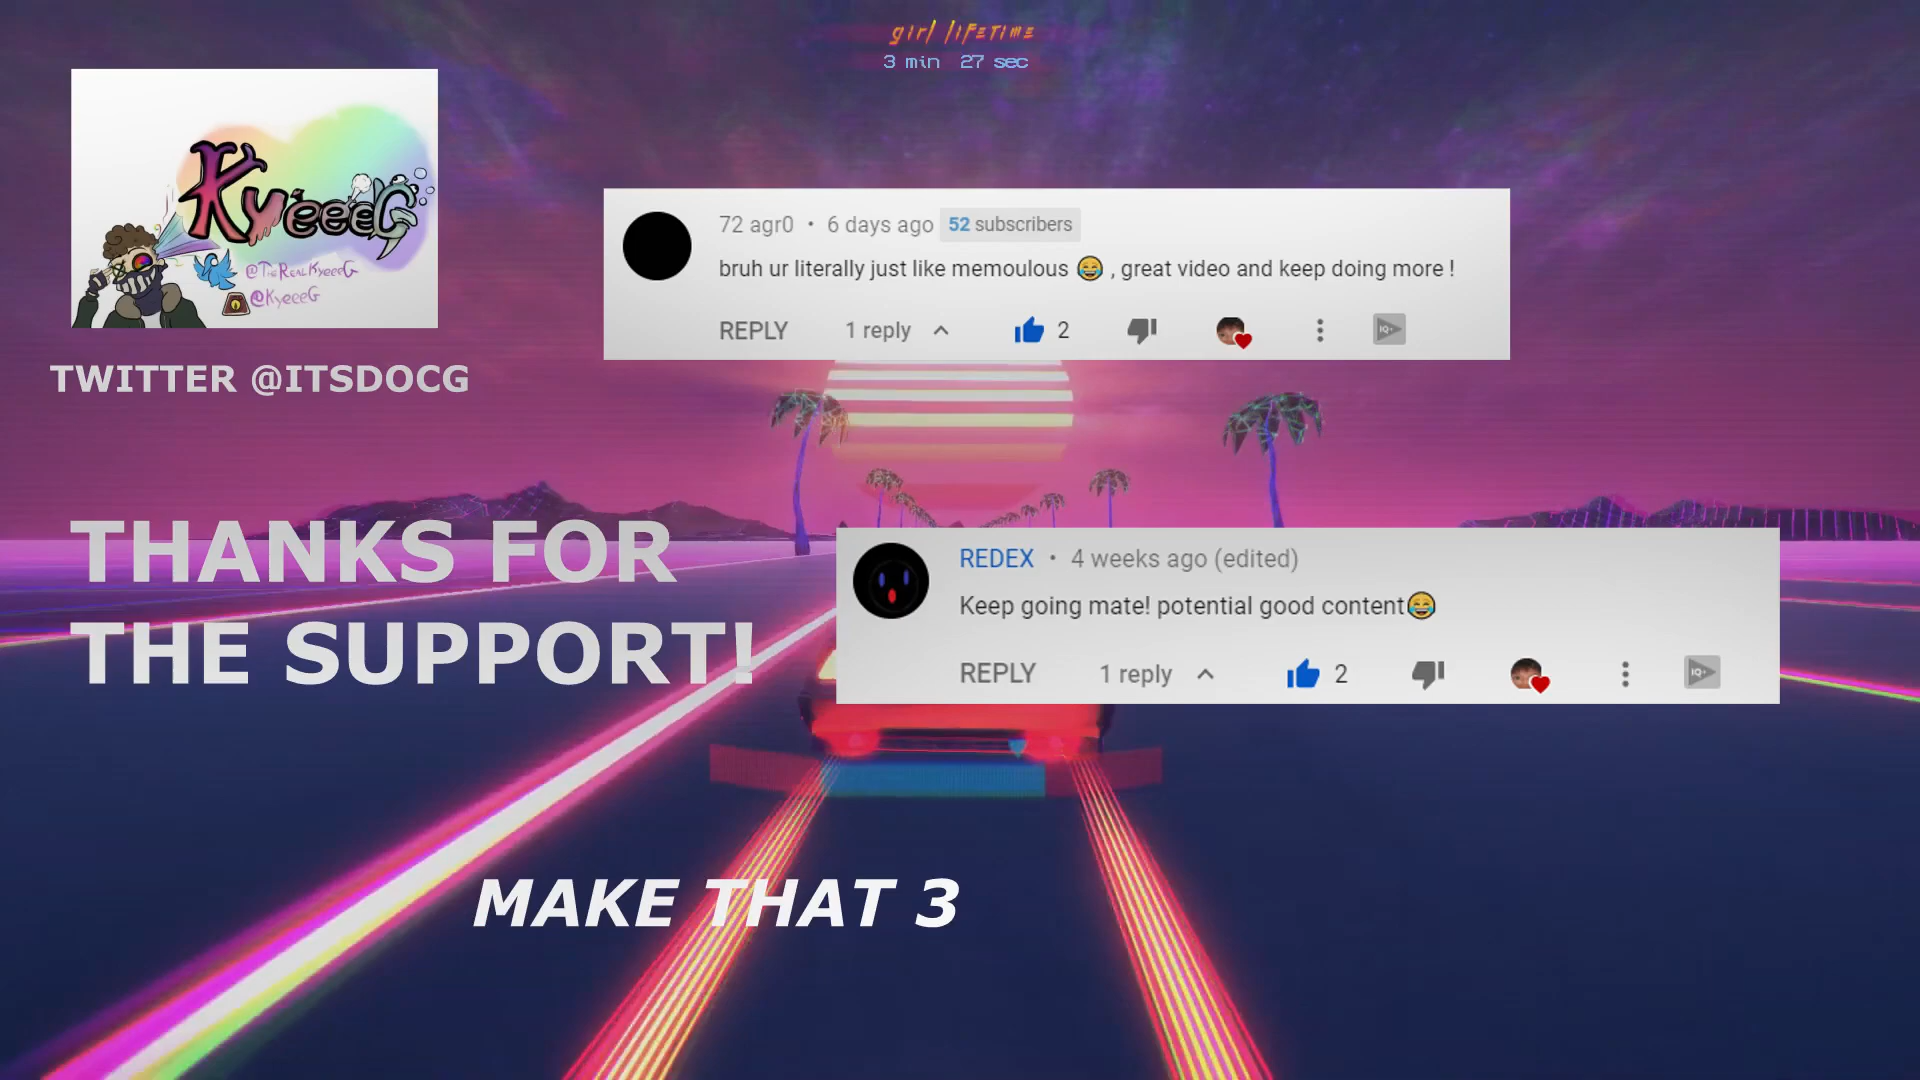 girl lifetime
3 min 27 sec
KyeeeG
@TheRealKyeeeG
@KyeeeG
TWITTER @ITSDOCG
72 agr0 • 6 days ago 52 subscribers
bruh ur literally just like memoulous 😂 , great video and keep doing more !
REPLY 1 reply 2 IQ+
THANKS FOR
THE SUPPORT!
REDEX • 4 weeks ago (edited)
Keep going mate! potential good content😂
REPLY 1 reply 2 IQ+
MAKE THAT 3